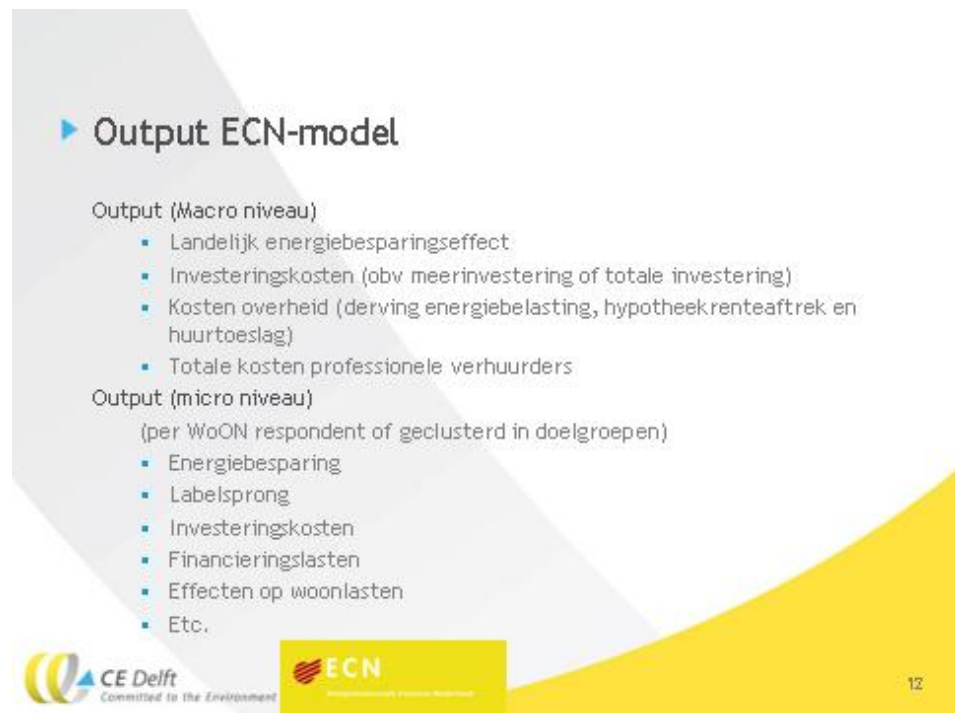 Output ECN-model
Output (Macro niveau)
Landelijk energiebesparingseffect
Investeringskosten (obv meerinvestering of totale investering)
Kosten overheid (derving energiebelasting, hypotheekrenteaftrek en
huurtoeslag)
Totale kosten professionele verhuurders
Output (micro niveau)
(per WoON respondent of geclusterd in doelgroepen)
Energiebesparing
Labelsprong
Investeringskosten
Financieringslasten
Effecten op woonlasten
Etc.
CE Delft
Committed to the Environment
ECN
12